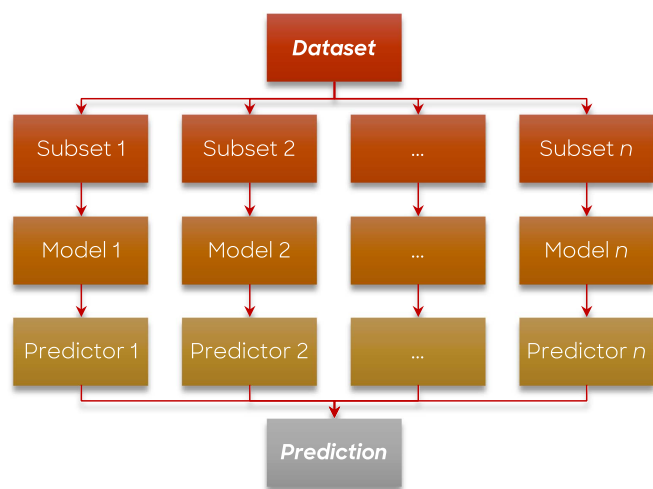 Dataset
Subset 1
Subset 2
...
Subset n
Model 1
Model 2
...
Model n
Predictor 1
Predictor 2
...
Predictor n
Prediction